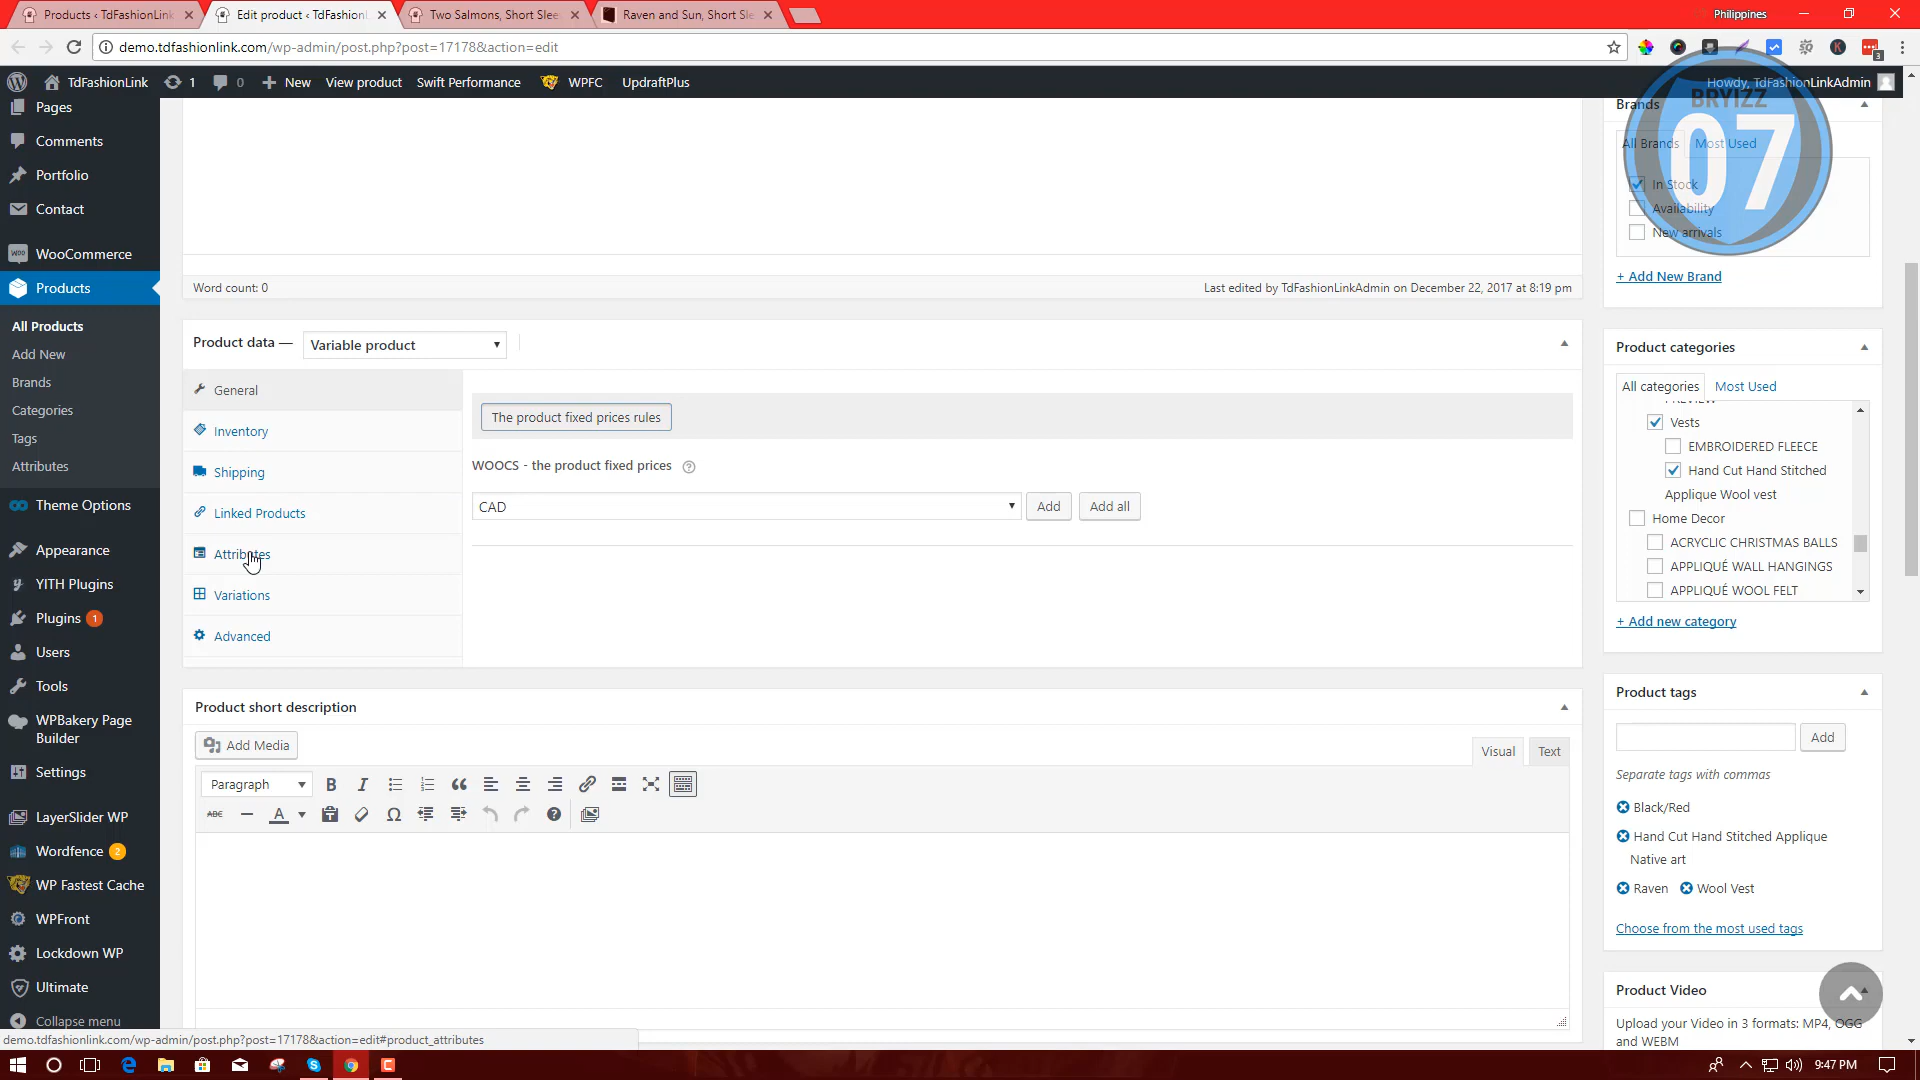 Products ‹ TdFashionLink
Edit product ‹ TdFashionl
Two Salmons, Short Slee
Raven and Sun, Short Sle
Philippines
demo.tdfashionlink.com/wp-admin/post.php?post=17178&action=edit
3
TdFashionLink
1
0
New
View product
Swift Performance
WPFC
UpdraftPlus
Howdy, TdFashionLinkAdmin
Pages
Comments
Portfolio
Contact
WooCommerce
Products
All Products
Add New
Brands
Categories
Tags
Attributes
Theme Options
Appearance
YITH Plugins
Plugins 1
Users
Tools
WPBakery Page
Builder
Settings
LayerSlider WP
Wordfence 2
WP Fastest Cache
WPFront
Lockdown WP
Ultimate
Collapse menu
Word count: 0
Last edited by TdFashionLinkAdmin on December 22, 2017 at 8:19 pm
Product data —
Variable product
General
Inventory
Shipping
Linked Products
Attributes
Variations
Advanced
The product fixed prices rules
WOOCS - the product fixed prices
CAD
Add
Add all
Product short description
Add Media
Visual
Text
Paragraph
B
I
ABC
A
Brands
BRYIZZ
07
All Brands
Most Used
In Stock
Availability
New arrivals
+ Add New Brand
Product categories
All categories
Most Used
PREVIEW
Vests
EMBROIDERED FLEECE
Hand Cut Hand Stitched
Applique Wool vest
Home Decor
ACRYCLIC CHRISTMAS BALLS
APPLIQUÉ WALL HANGINGS
APPLIQUÉ WOOL FELT
+ Add new category
Product tags
Add
Separate tags with commas
Black/Red
Hand Cut Hand Stitched Applique
Native art
Raven
Wool Vest
Choose from the most used tags
Product Video
Upload your Video in 3 formats: MP4, OGG
and WEBM
demo.tdfashionlink.com/wp-admin/post.php?post=17178&action=edit#product_attributes
9:47 PM